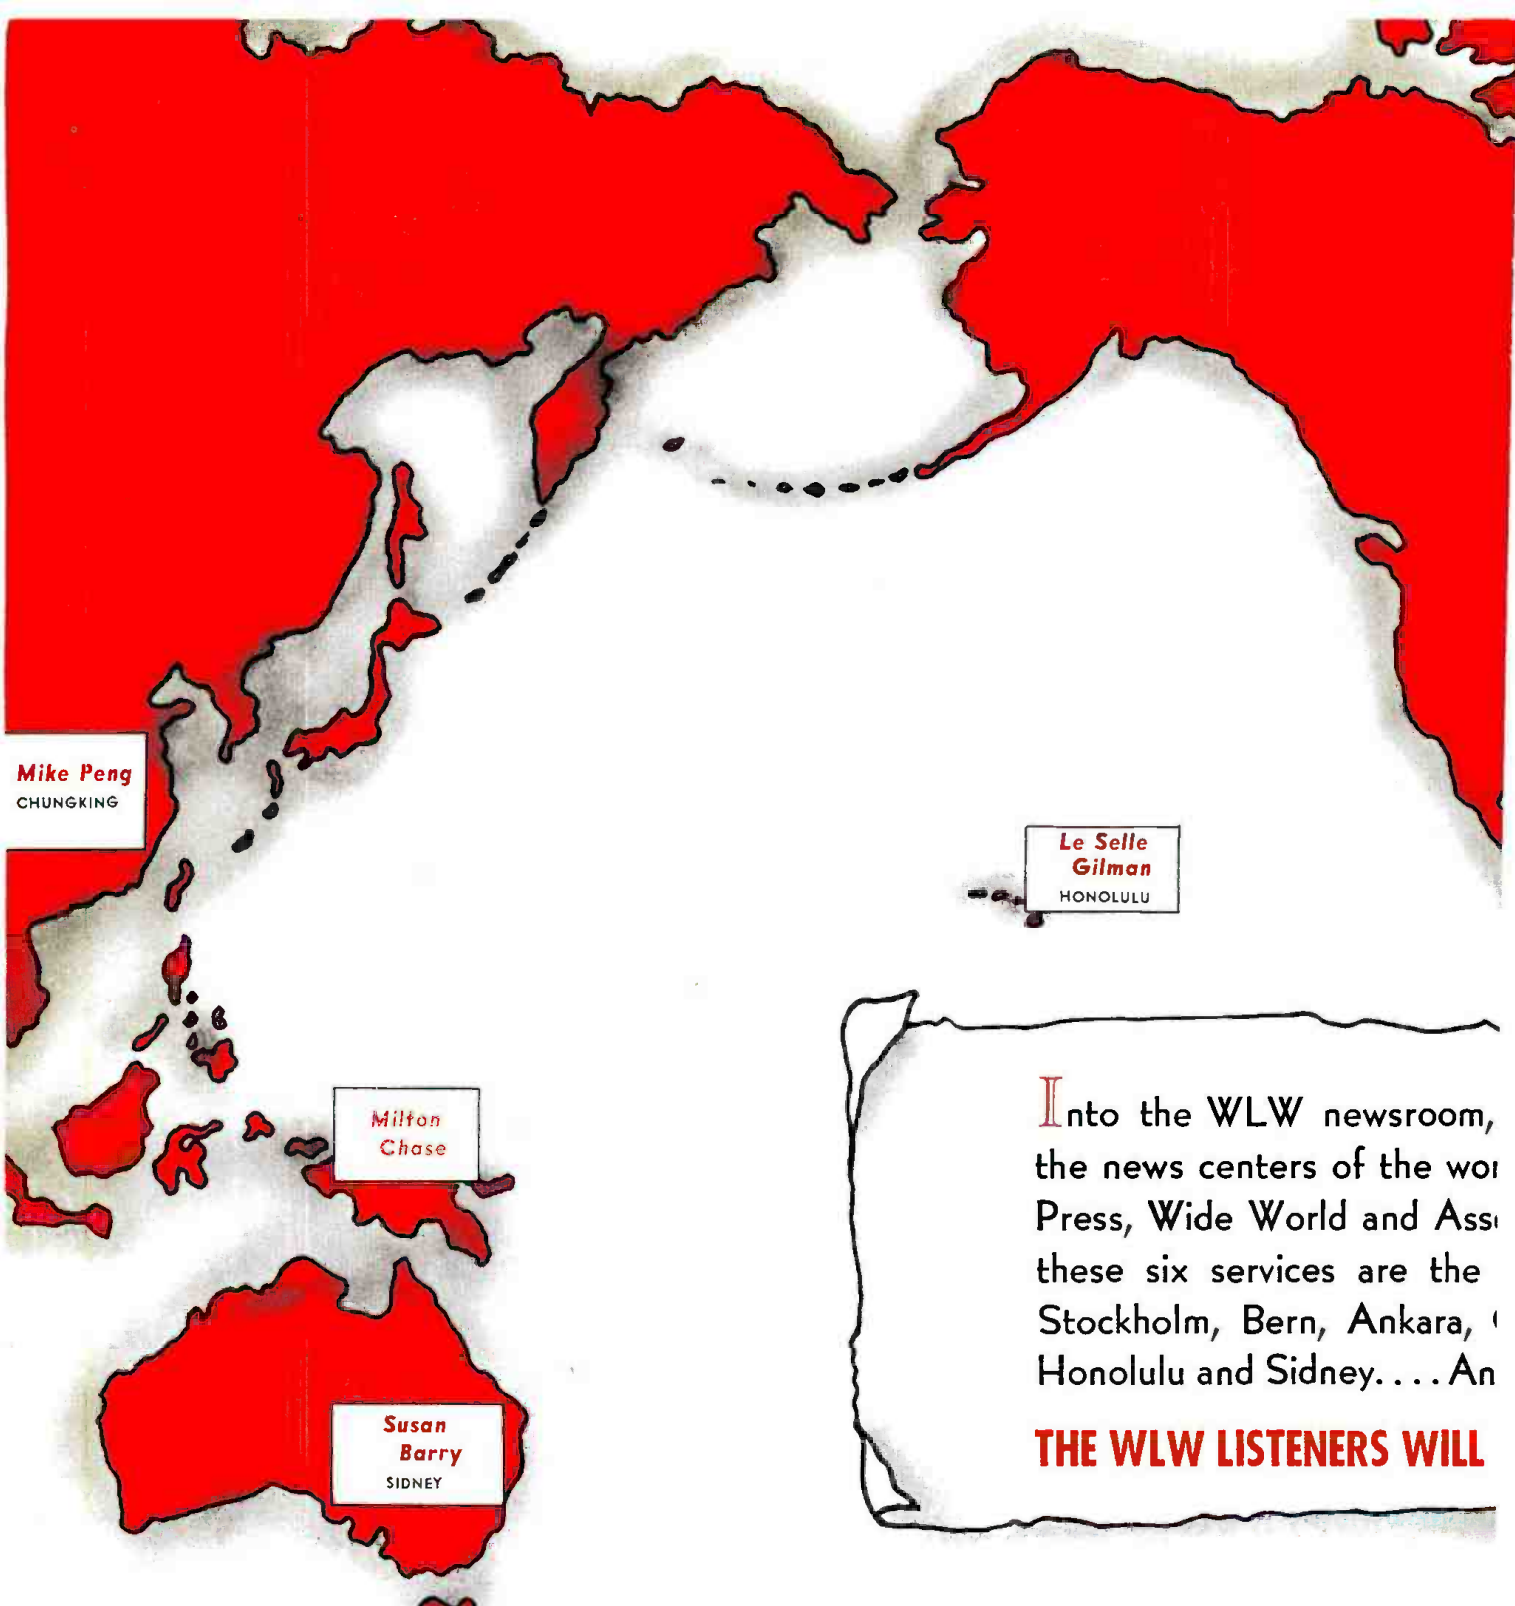 Mike Peng
CHUNGKING
Le Selle
Gilman
HONOLULU
Milton
Chase
Susan
Barry
SIDNEY
Into the WLW newsroom,
the news centers of the
Press, Wide World and
these six services are the
Stockholm, Bern, Ankara,
Honolulu and Sidney. . . . An
THE WLW LISTENERS WILL